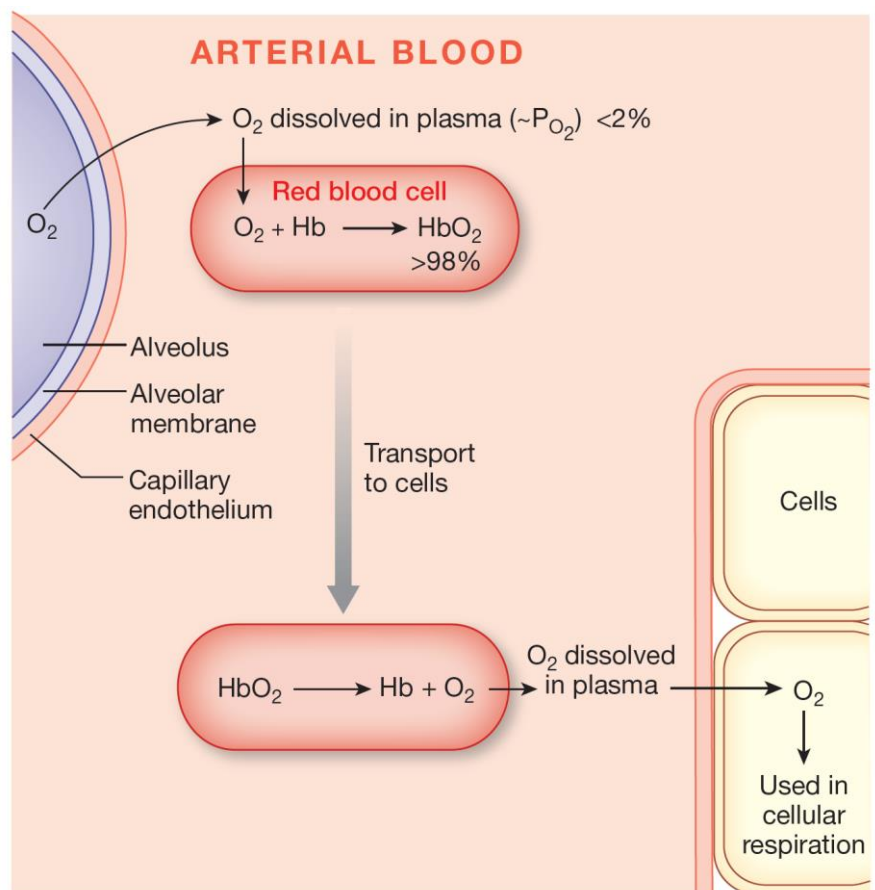 ARTERIAL BLOOD
O₂ dissolved in plasma (~P_O₂) <2%
Red blood cell
O₂ + Hb → HbO₂
>98%
O₂
Alveolus
Alveolar
membrane
Capillary
endothelium
Transport
to cells
Cells
HbO₂ → Hb + O₂
O₂ dissolved
in plasma
O₂
Used in
cellular
respiration